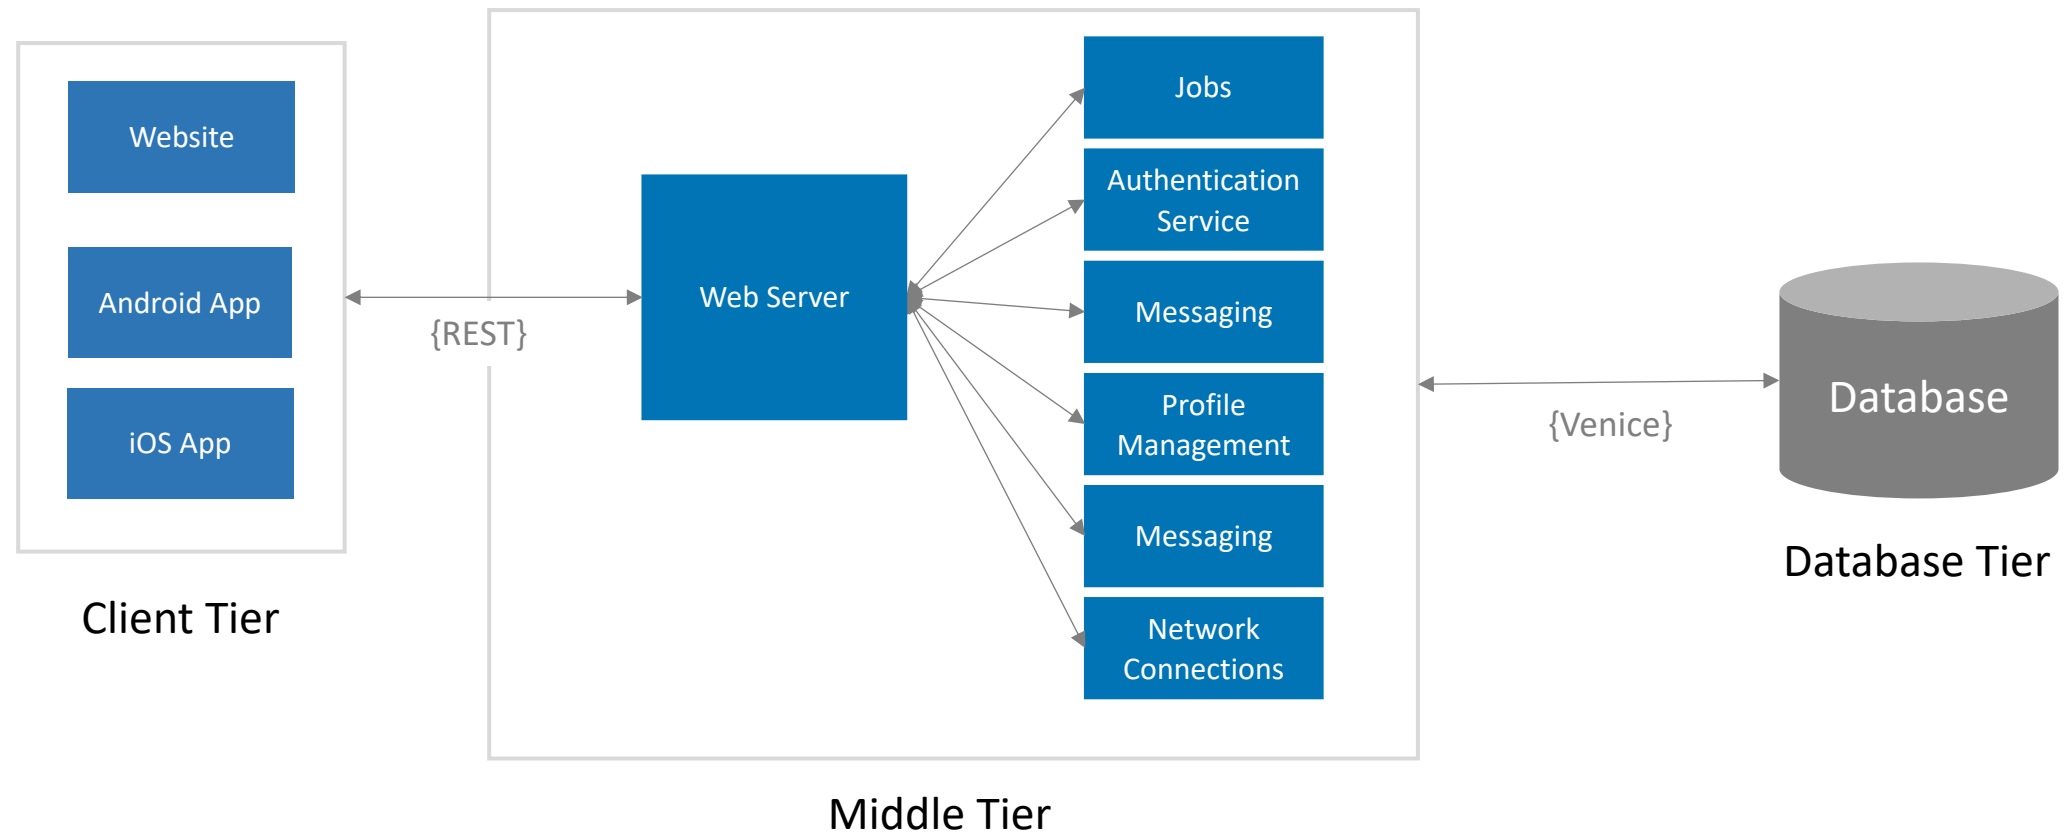 Website
Android App
iOS App
Client Tier
{REST}
Web Server
Jobs
Authentication
Service
Messaging
Profile
Management
Messaging
Network
Connections
Middle Tier
{Venice}
Database
Database Tier